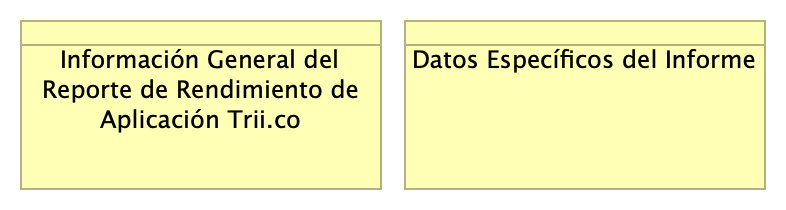 Información General del
Reporte de Rendimiento de
Aplicación Trii.co
Datos Específicos del Informe